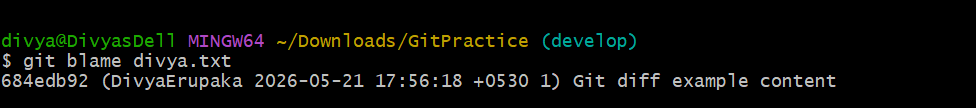 divya@DivyasDell MINGW64 ~/Downloads/GitPractice (develop)
$ git blame divya.txt
684edb92 (DivyaErupaka 2026-05-21 17:56:18 +0530 1) Git diff example content